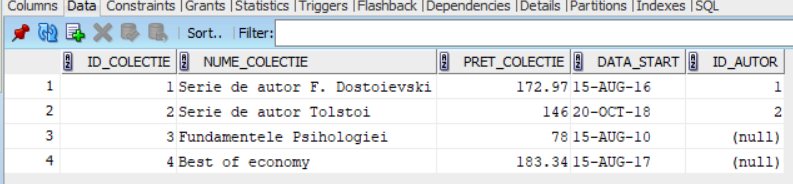 Columns Data Constraints Grants Statistics Triggers Flashback Dependencies Details Partitions Indexes SQL
Sort.. Filter:
ID_COLECTIE NUME_COLECTIE PRET_COLECTIE DATA_START ID_AUTOR
1 1 Serie de autor F. Dostoievski 172.97 15-AUG-16 1
2 2 Serie de autor Tolstoi 146 20-OCT-18 2
3 3 Fundamentele Psihologiei 78 15-AUG-10 (null)
4 4 Best of economy 183.34 15-AUG-17 (null)